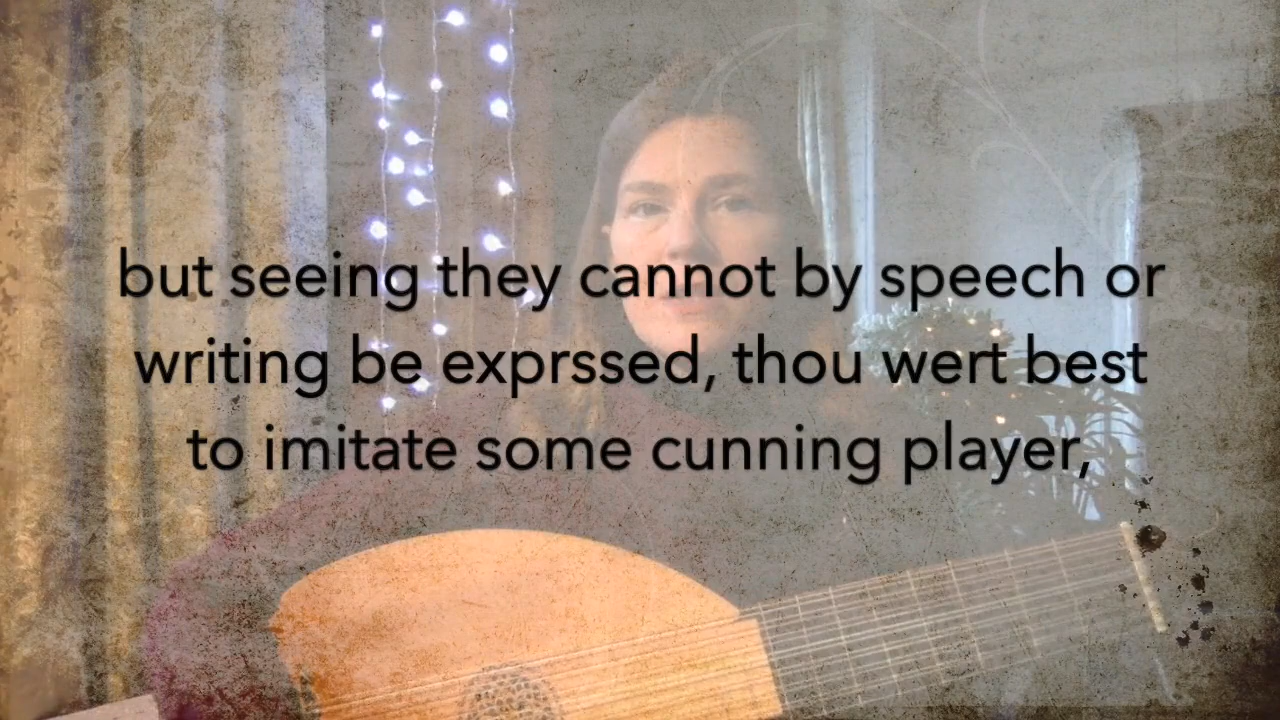 but seeing they cannot by speech or
writing be exprssed, thou wert best
to imitate some cunning player,